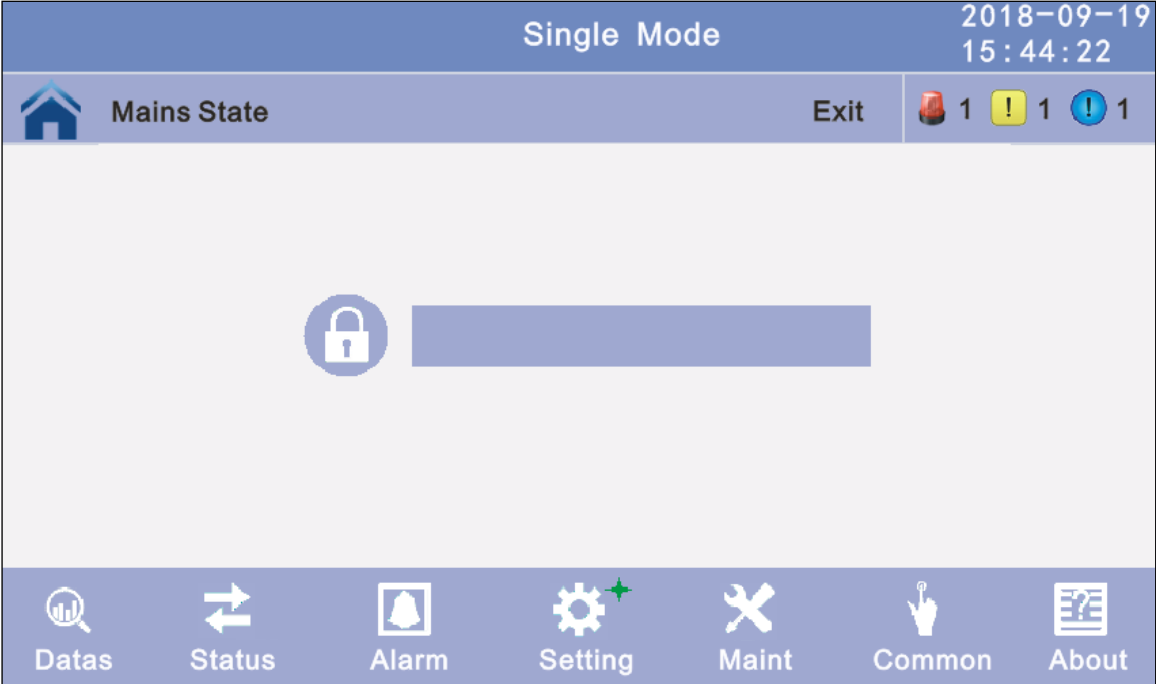 Single Mode
2018-09-19
15:44:22
Mains State
Exit
1
! 1
! 1
Datas
Status
Alarm
Setting
Maint
Common
?
About